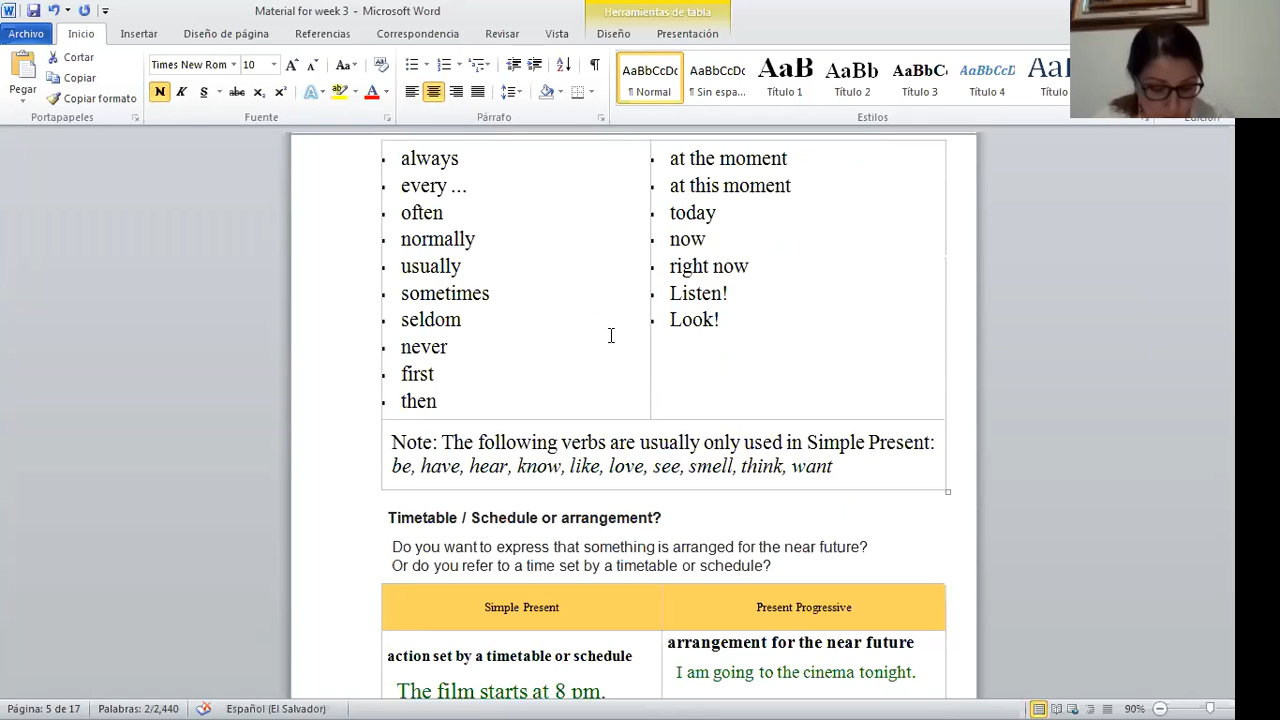 Material for week 3 - Microsoft Word
Herramientas de tabla
Archivo Inicio Insertar Diseño de página Referencias Correspondencia Revisar Vista Diseño Presentación
Pegar
Cortar
Copiar
Copiar formato
Portapapeles
Times New Rom 10
N K S abc x₂ x²
Fuente
Párrafo
AaBbCcDc AaBbCcDc AaB AaBb AaBbC AaBbCcD AaB
¶ Normal ¶ Sin espa... Título 1 Título 2 Título 3 Título 4 Título
Estilos
always
every ...
often
normally
usually
sometimes
seldom
never
first
then
at the moment
at this moment
today
now
right now
Listen!
Look!
Note: The following verbs are usually only used in Simple Present:
be, have, hear, know, like, love, see, smell, think, want
Timetable / Schedule or arrangement?
Do you want to express that something is arranged for the near future?
Or do you refer to a time set by a timetable or schedule?
Simple Present
Present Progressive
action set by a timetable or schedule
The film starts at 8 pm.
arrangement for the near future
I am going to the cinema tonight.
Página: 5 de 17 Palabras: 2/2,440 Español (El Salvador) 90%